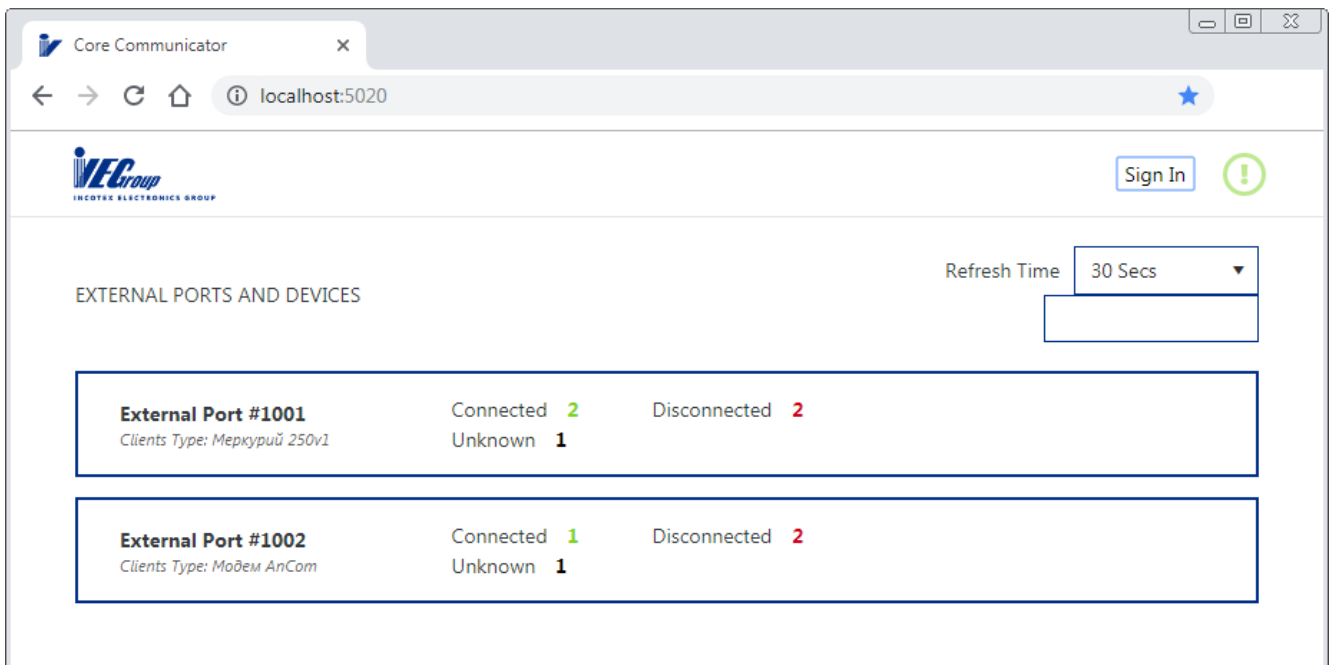 Core Communicator
localhost:5020
iIEGroup
INCOTEX ELECTRONICS GROUP
Sign In
Refresh Time 30 Secs
EXTERNAL PORTS AND DEVICES
External Port #1001 Connected 2 Disconnected 2
Clients Type: Меркурий 250v1 Unknown 1
External Port #1002 Connected 1 Disconnected 2
Clients Type: Модем AnCom Unknown 1